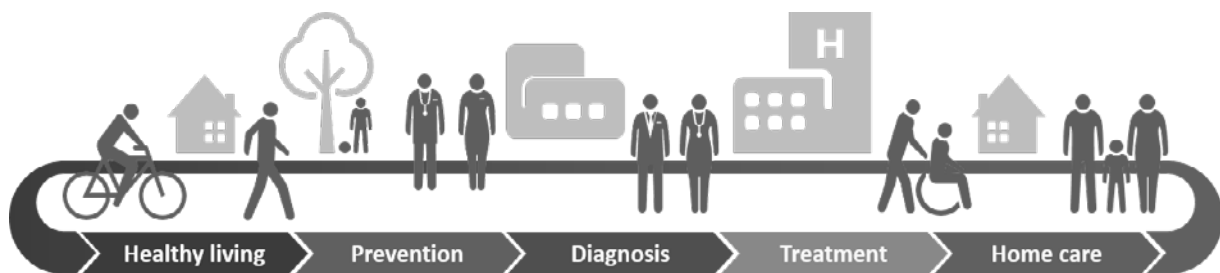 H
Healthy living
Prevention
Diagnosis
Treatment
Home care